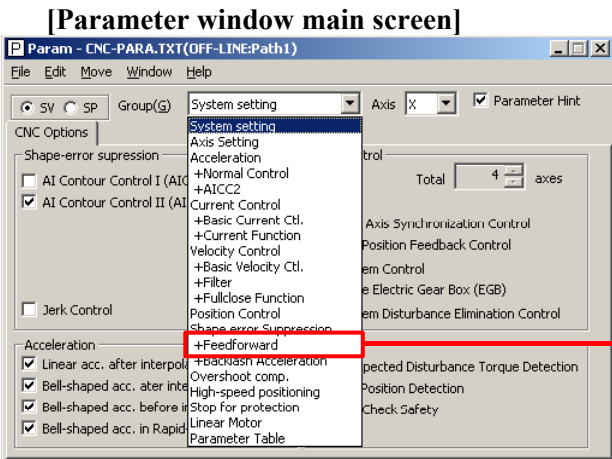 [Parameter window main screen]
Param - CNC-PARA.TXT(OFF-LINE:Path1)
File Edit Move Window Help
SV SP Group(G) System setting Axis X Parameter Hint
CNC Options
System setting
Axis Setting
Acceleration
+Normal Control
+AICC2
Current Control
+Basic Current Ctl.
+Current Function
Velocity Control
+Basic Velocity Ctl.
+Filter
+Fullclose Function
Position Control
Shape error Suppression
+Feedforward
+Backlash Acceleration
Overshoot comp.
High-speed positioning
Stop for protection
Linear Motor
Parameter Table
Shape-error supression
AI Contour Control I (AIC
AI Contour Control II (AI
Jerk Control
trol
Total 4 axes
Axis Synchronization Control
Position Feedback Control
em Control
e Electric Gear Box (EGB)
em Disturbance Elimination Control
Acceleration
Linear acc. after interpola
Bell-shaped acc. ater inte
Bell-shaped acc. before i
Bell-shaped acc. in Rapid-
pected Disturbance Torque Detection
Position Detection
Check Safety